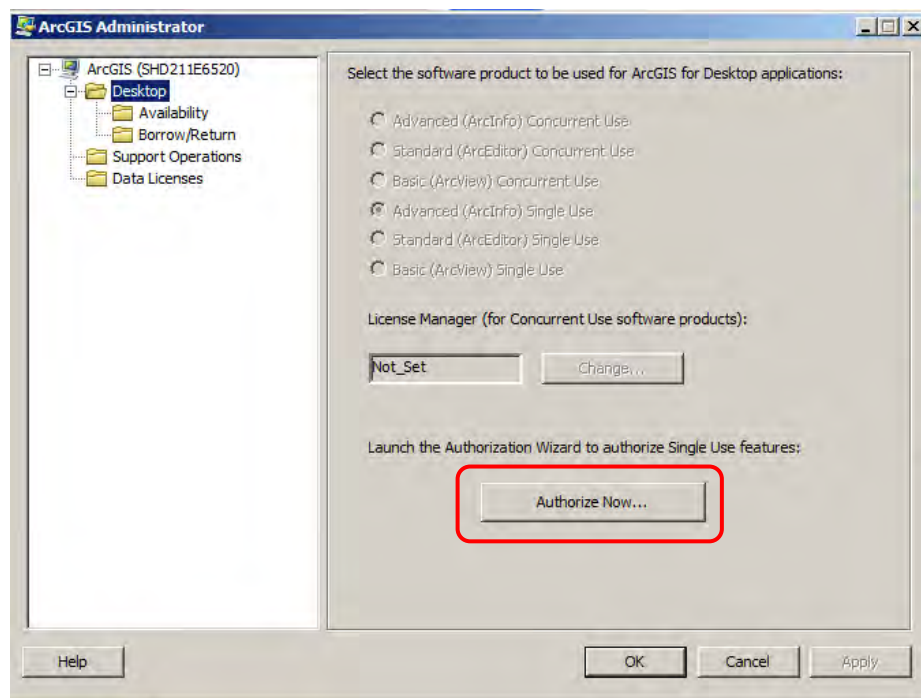 ArcGIS Administrator
ArcGIS (SHD211E6520)
Desktop
Availability
Borrow/Return
Support Operations
Data Licenses
Select the software product to be used for ArcGIS for Desktop applications:
Advanced (ArcInfo) Concurrent Use
Standard (ArcEditor) Concurrent Use
Basic (ArcView) Concurrent Use
Advanced (ArcInfo) Single Use
Standard (ArcEditor) Single Use
Basic (ArcView) Single Use
License Manager (for Concurrent Use software products):
Not_Set
Change...
Launch the Authorization Wizard to authorize Single Use features:
Authorize Now...
Help
OK
Cancel
Apply